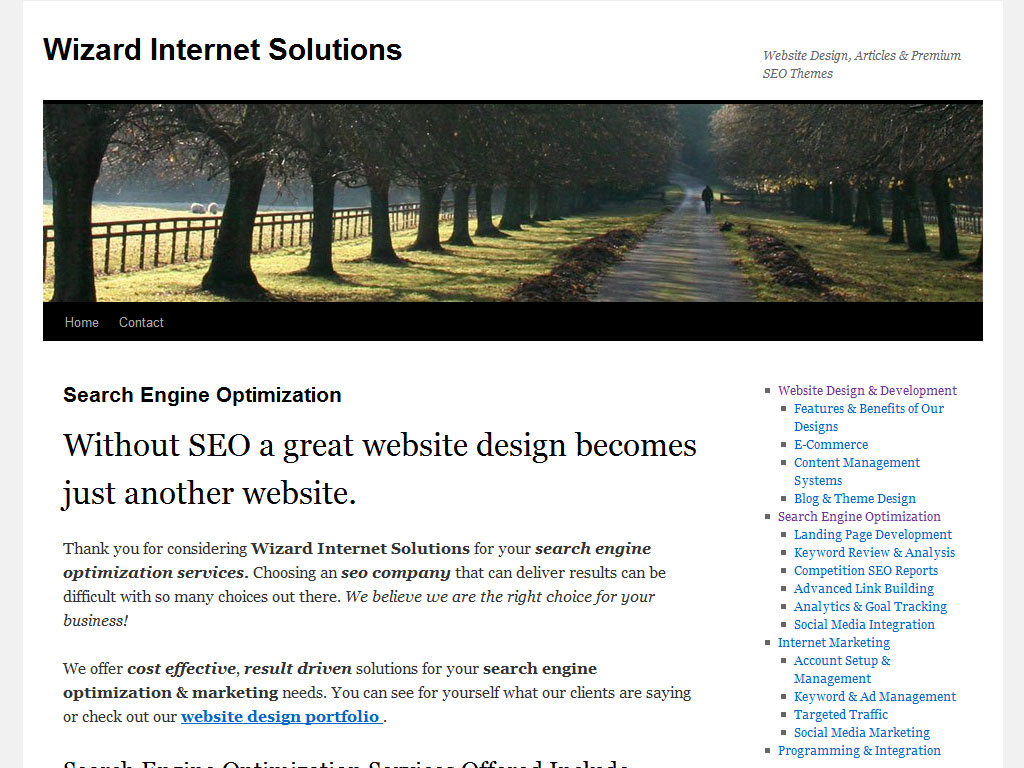 Wizard Internet Solutions
Website Design, Articles & Premium
SEO Themes
Home Contact
Search Engine Optimization
Without SEO a great website design becomes
just another website.
Thank you for considering Wizard Internet Solutions for your search engine
optimization services. Choosing an seo company that can deliver results can be
difficult with so many choices out there. We believe we are the right choice for your
business!
We offer cost effective, result driven solutions for your search engine
optimization & marketing needs. You can see for yourself what our clients are saying
or check out our website design portfolio .
Search Engine Optimization Services Offered Include
Website Design & Development
Features & Benefits of Our
Designs
E-Commerce
Content Management
Systems
Blog & Theme Design
Search Engine Optimization
Landing Page Development
Keyword Review & Analysis
Competition SEO Reports
Advanced Link Building
Analytics & Goal Tracking
Social Media Integration
Internet Marketing
Account Setup &
Management
Keyword & Ad Management
Targeted Traffic
Social Media Marketing
Programming & Integration